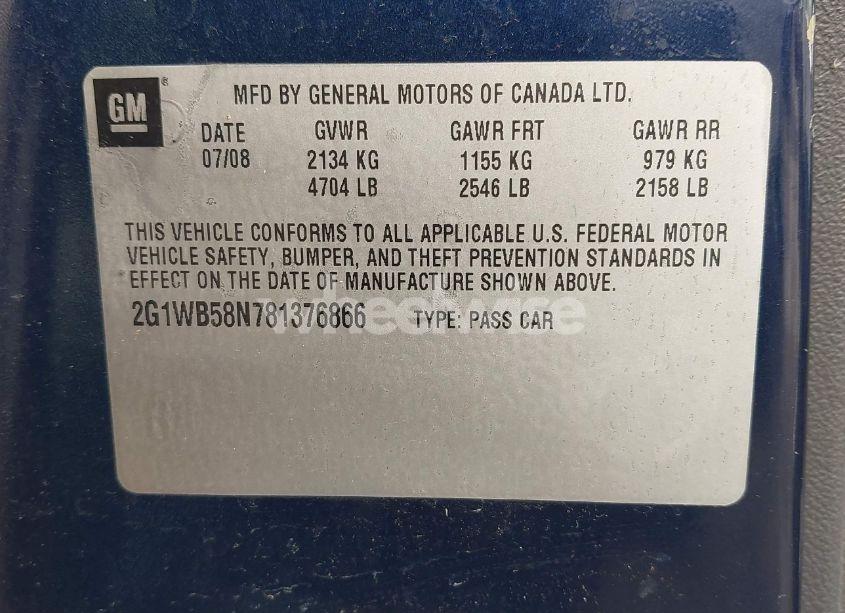 GM
MFD BY GENERAL MOTORS OF CANADA LTD.
DATE GVWR GAWR FRT GAWR RR
07/08 2134 KG 1155 KG 979 KG
4704 LB 2546 LB 2158 LB
THIS VEHICLE CONFORMS TO ALL APPLICABLE U.S. FEDERAL MOTOR
VEHICLE SAFETY, BUMPER, AND THEFT PREVENTION STANDARDS IN
EFFECT ON THE DATE OF MANUFACTURE SHOWN ABOVE.
2G1WB58N781376866 TYPE: PASS CAR
Wheelwise